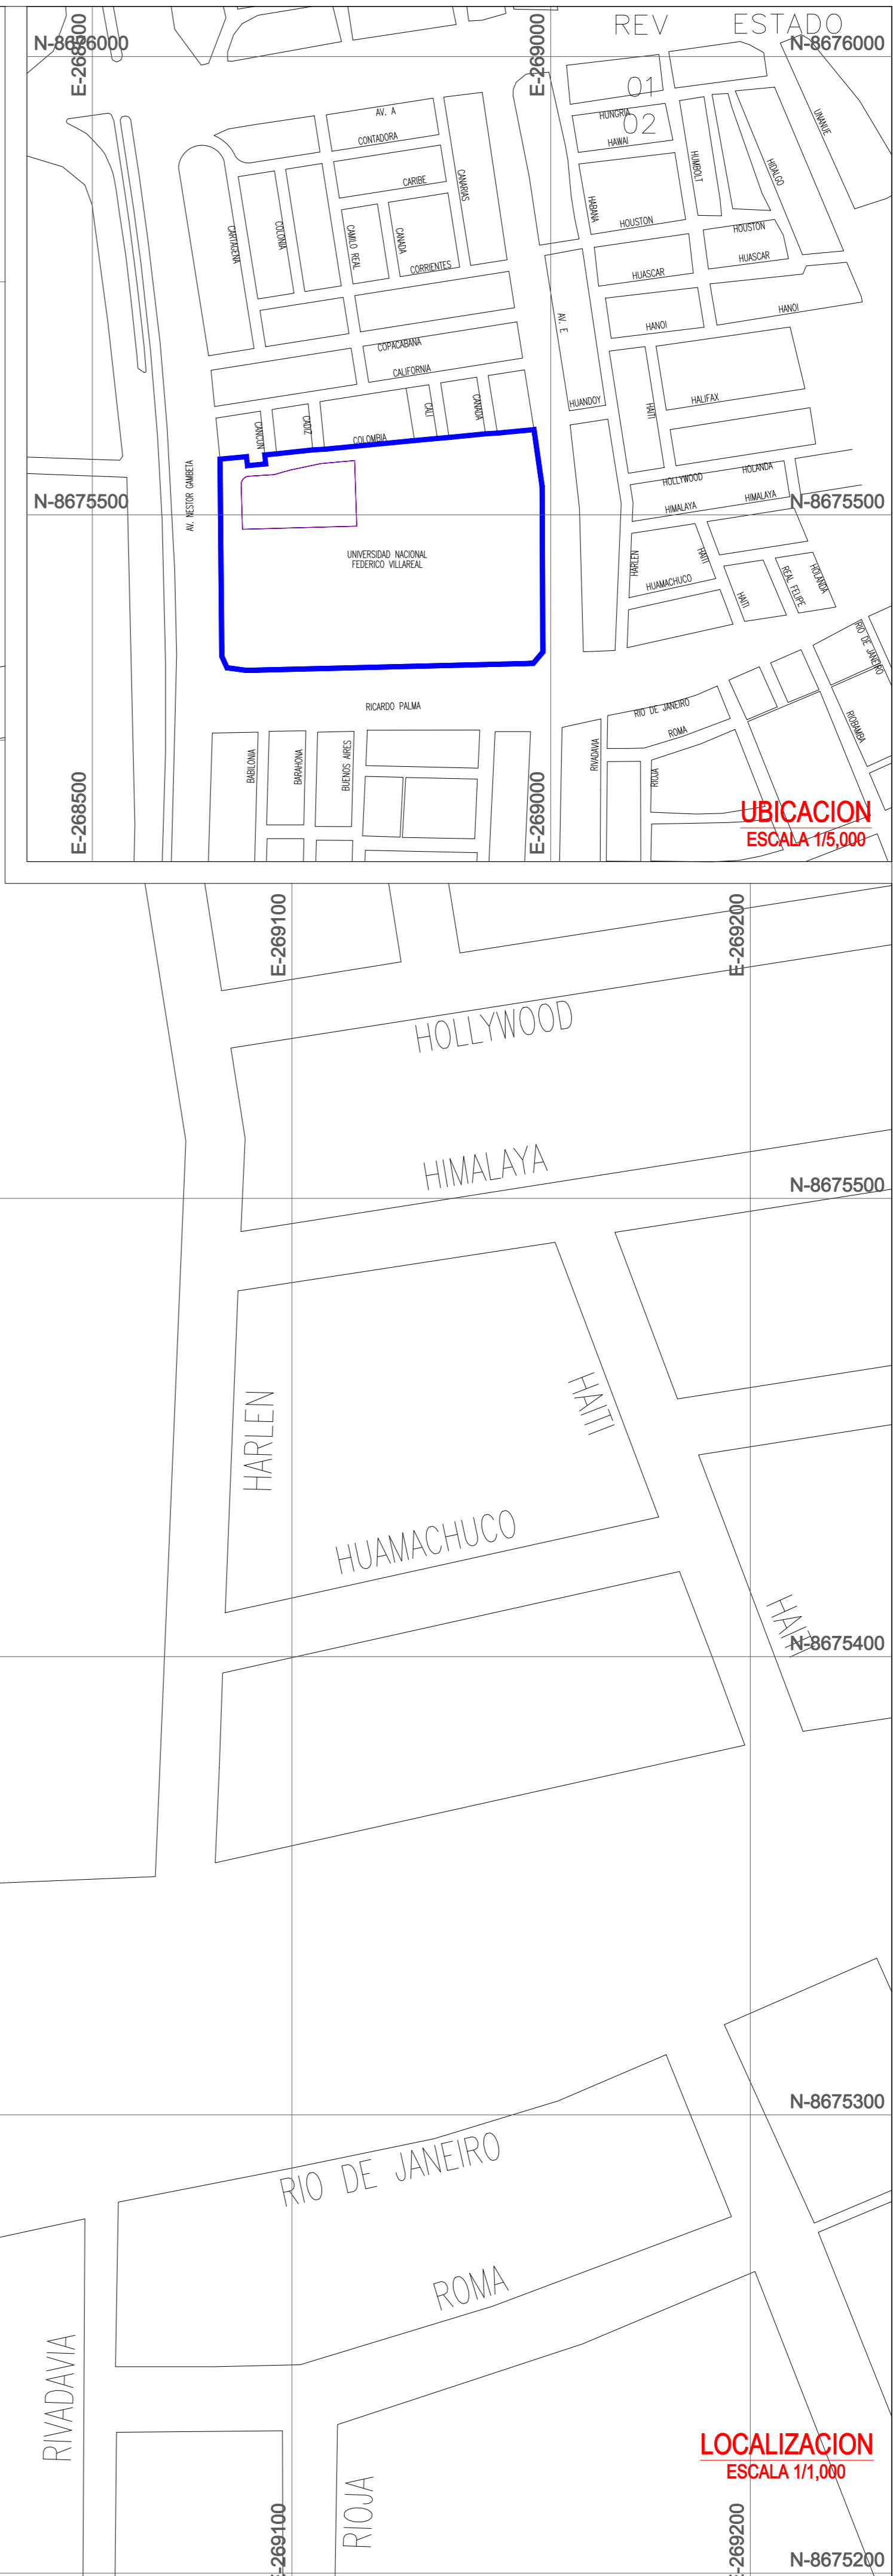 REV ESTADO
N-8676000
E-268500
E-269000
N-8676000
01
02
AV. A
CONTADORA
CARIBE
CANARIAS
CARTAGENA
COLONIA
CAMILO REAL
CANADA
CORRIENTES
COPACABANA
CALIFORNIA
CANCUN
CADIZ
COLOMBIA
CALI
CANADA
HUNGRIA
HAWAI
HUMBOLT
HIDALGO
UNANUE
HABANA
HOUSTON
HOUSTON
HUASCAR
HUASCAR
HANOI
HANOI
AV. E
HUANDOY
HAITI
HALIFAX
HOLLYWOOD
HOLANDA
HIMALAYA
HIMALAYA
N-8675500
N-8675500
AV. NESTOR GAMBETA
UNIVERSIDAD NACIONAL
FEDERICO VILLAREAL
HARLEN
HAITI
HUAMACHUCO
HAITI
REAL FELIPE
HOLANDA
RIO DE JANEIRO
RICARDO PALMA
RIO DE JANEIRO
ROMA
RIOBAMBA
BABILONIA
BARAHONA
BUENOS AIRES
RIVADAVIA
RIOJA
E-268500
E-269000
UBICACION
ESCALA 1/5,000
E-269100
E-269200
HOLLYWOOD
HIMALAYA
N-8675500
HARLEN
HAITI
HUAMACHUCO
HAITI
N-8675400
N-8675300
RIO DE JANEIRO
ROMA
RIVADAVIA
RIOJA
LOCALIZACION
ESCALA 1/1,000
E-269100
E-269200
N-8675200